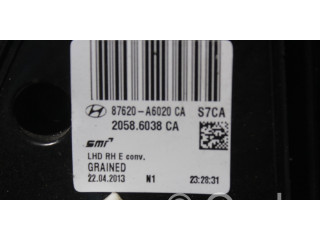 87620-A6020 CA S7CA
2058.6038 CA
smr
LHD RH E conv.
GRAINED
22.04.2013 N1 23:28:31